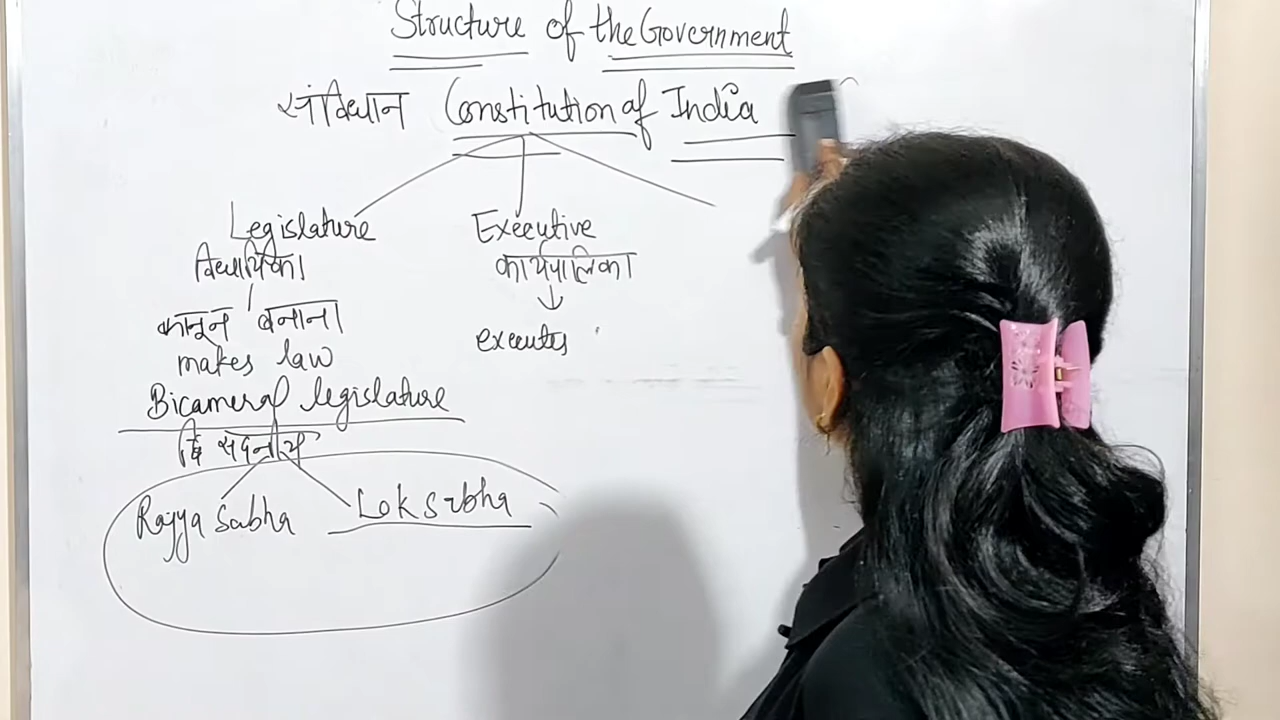 Structure of the Government
संविधान Constitution of India
Legislature Executive
विधायिका कार्यपालिका
कानून बनाना executes
makes law
Bicameral legislature
द्वि सदनीय
Rajya Sabha Lok Sabha